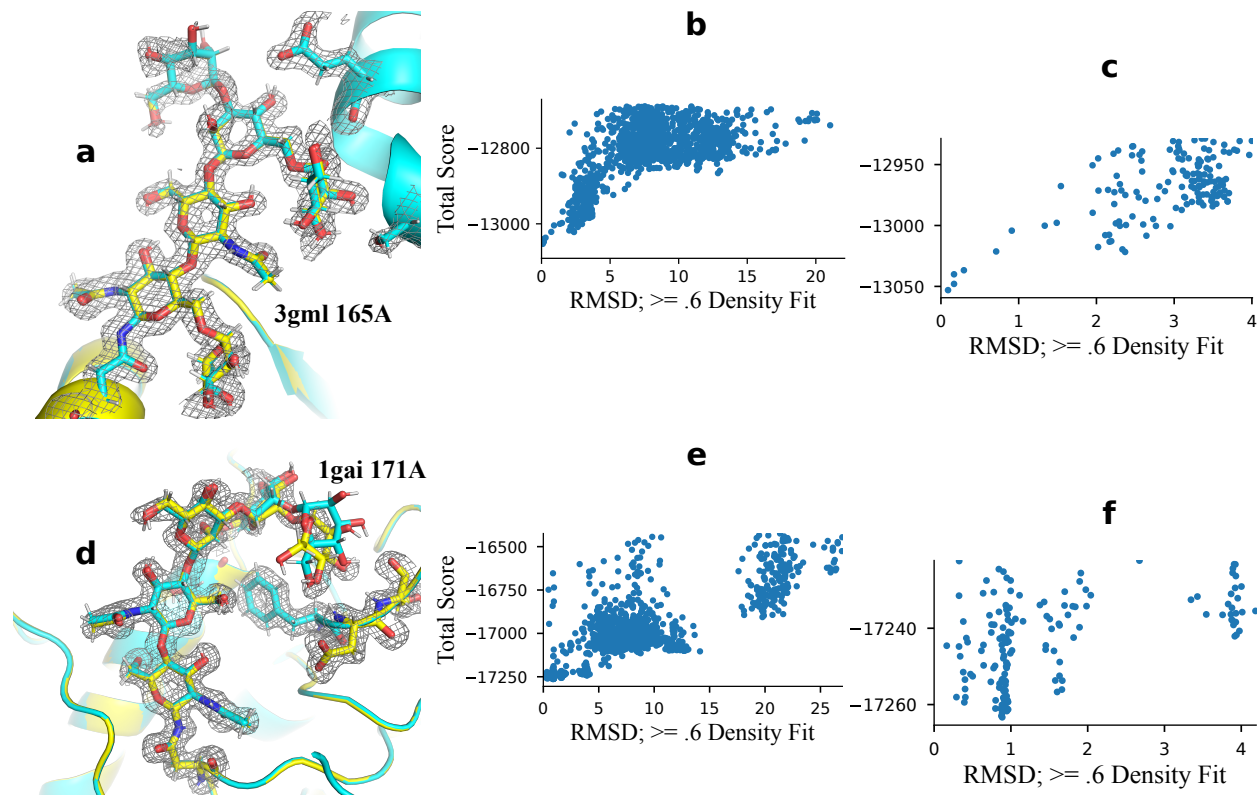 a
3gml 165A
b
Total Score
−12800
−13000
0 5 10 15 20
RMSD; >= .6 Density Fit
c
−12950
−13000
−13050
0 1 2 3 4
RMSD; >= .6 Density Fit
d
1gai 171A
e
Total Score
−16500
−16750
−17000
−17250
0 5 10 15 20 25
RMSD; >= .6 Density Fit
f
−17240
−17260
0 1 2 3 4
RMSD; >= .6 Density Fit